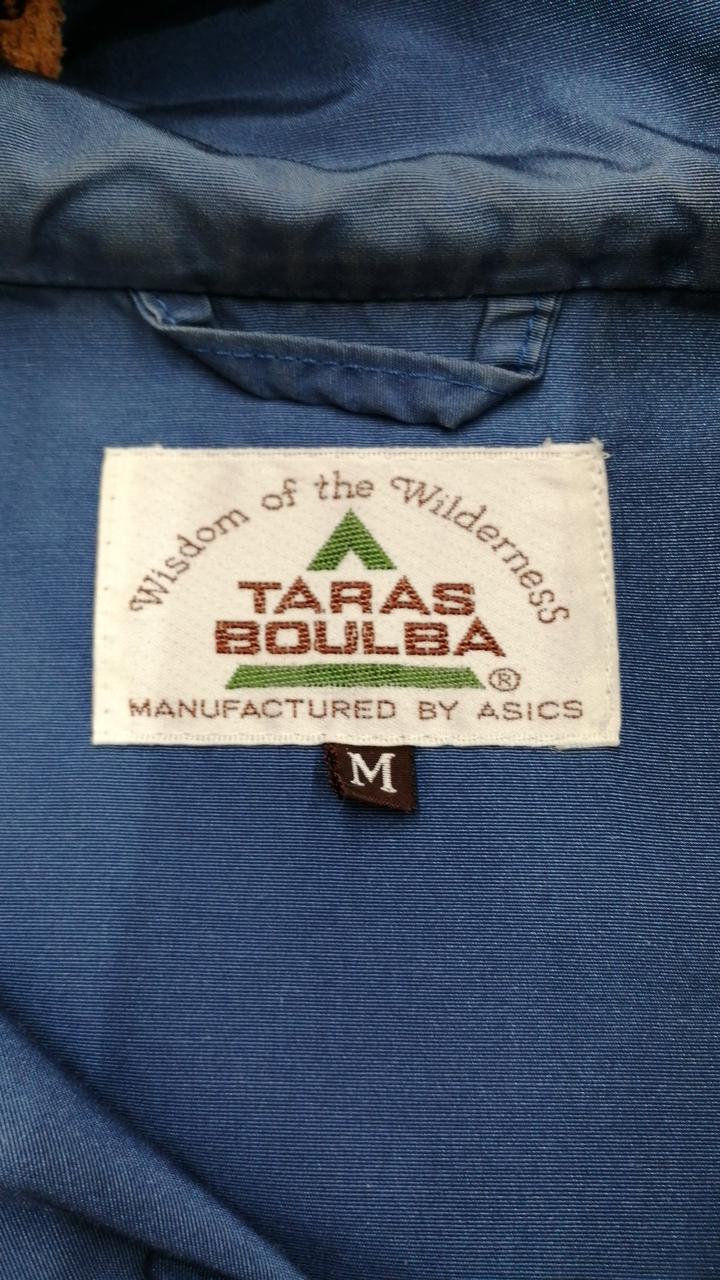 Wisdom of the Wilderness
TARAS
BOULBA
®
MANUFACTURED BY ASICS
M